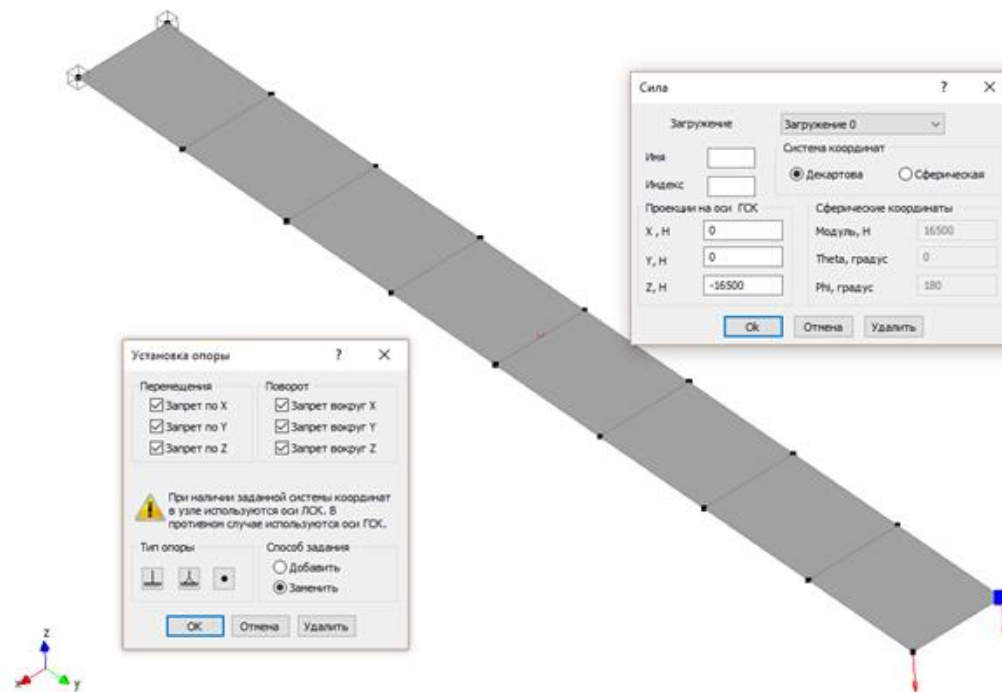 Сила ? ×
Загружение Загружение 0
Имя
Индекс
Система координат
Декартова Сферическая
Проекции на оси ГСК
X , Н 0
Y, Н 0
Z, Н -16500
Сферические координаты
Модуль, Н 16500
Theta, градус 0
Phi, градус 180
Ok Отмена Удалить
Установка опоры ? ×
Перемещения
Запрет по X
Запрет по Y
Запрет по Z
Поворот
Запрет вокруг X
Запрет вокруг Y
Запрет вокруг Z
При наличии заданной системы координат
в узле используются оси ЛСК. В
противном случае используются оси ГСК.
Тип опоры
Способ задания
Добавить
Заменить
OK Отмена Удалить
z
x y